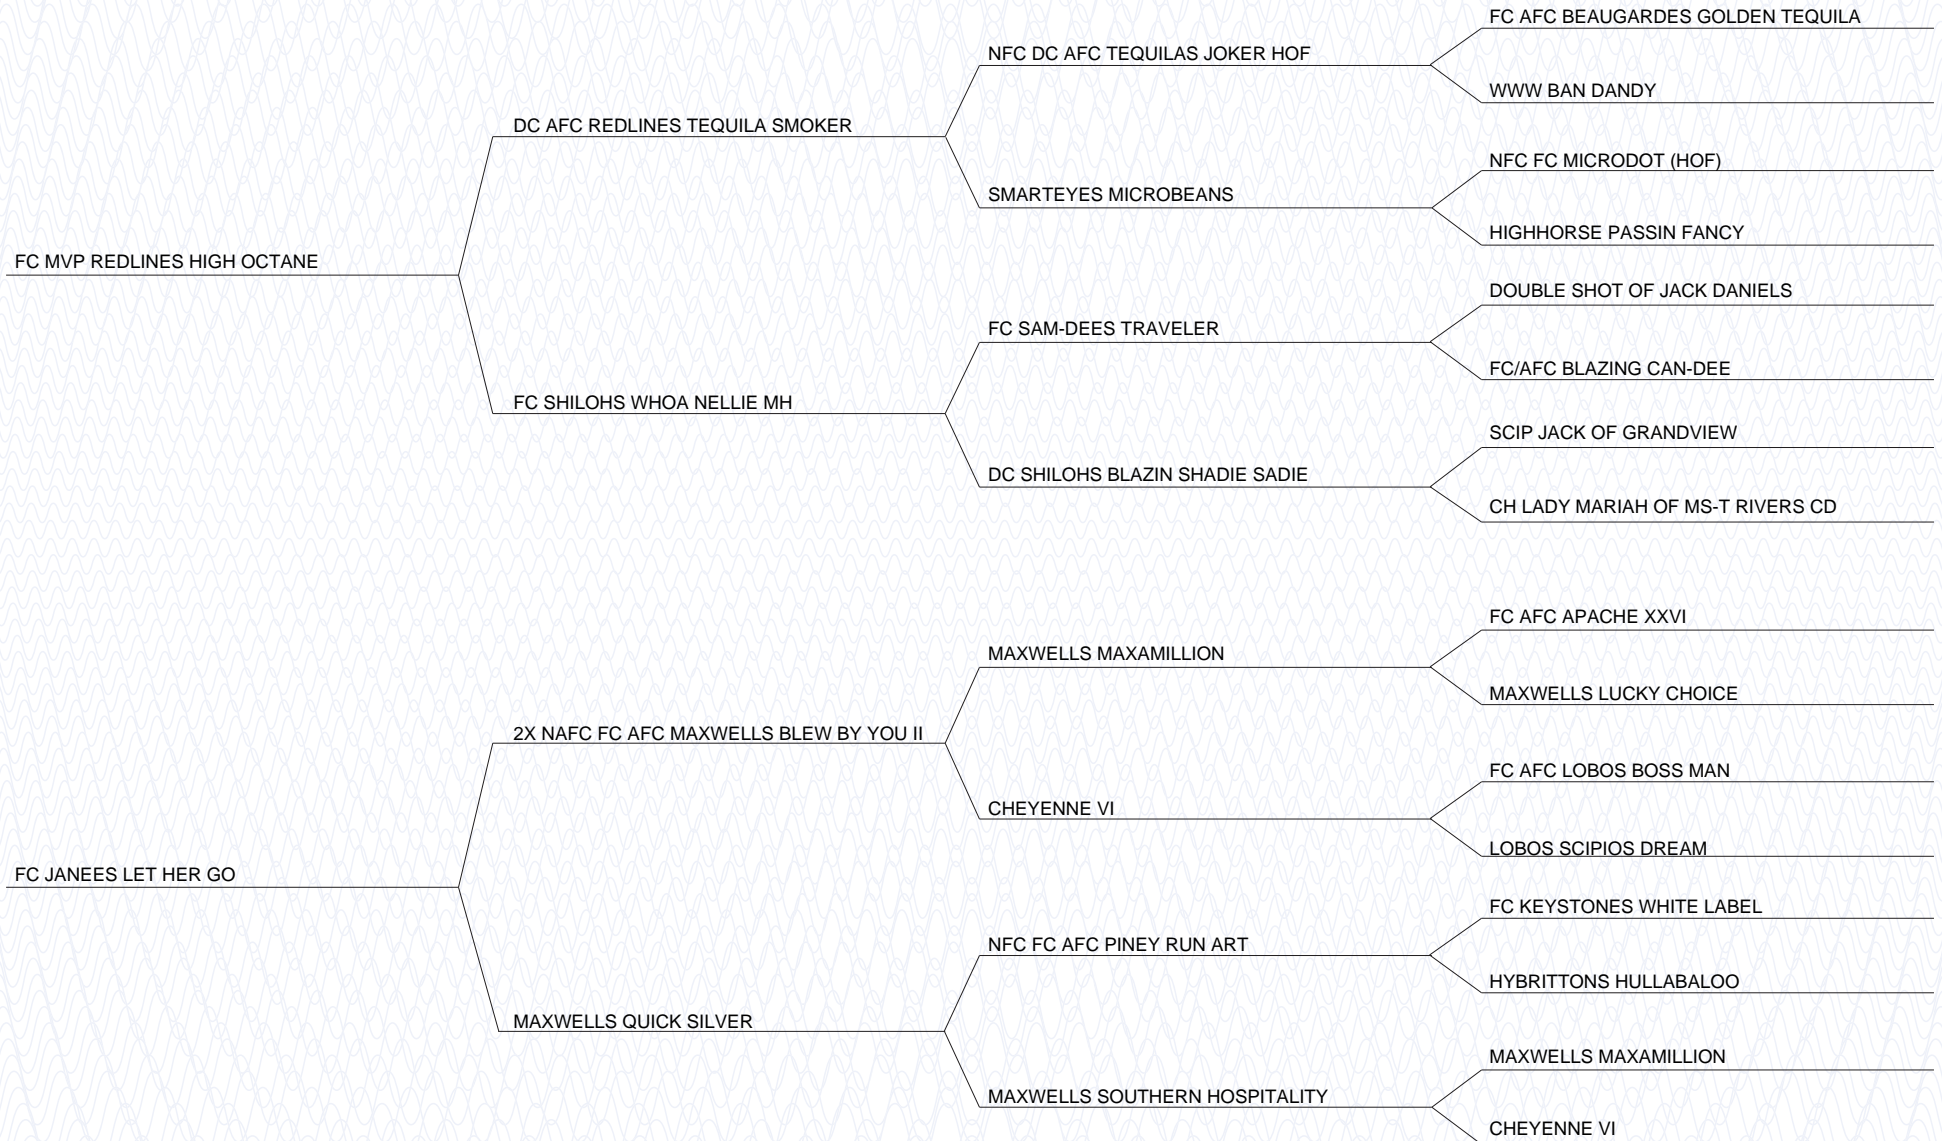 FC AFC BEAUGARDES GOLDEN TEQUILA
NFC DC AFC TEQUILAS JOKER HOF
WWW BAN DANDY
DC AFC REDLINES TEQUILA SMOKER
NFC FC MICRODOT (HOF)
SMARTEYES MICROBEANS
HIGHHORSE PASSIN FANCY
FC MVP REDLINES HIGH OCTANE
DOUBLE SHOT OF JACK DANIELS
FC SAM-DEES TRAVELER
FC/AFC BLAZING CAN-DEE
FC SHILOHS WHOA NELLIE MH
SCIP JACK OF GRANDVIEW
DC SHILOHS BLAZIN SHADIE SADIE
CH LADY MARIAH OF MS-T RIVERS CD
FC AFC APACHE XXVI
MAXWELLS MAXAMILLION
MAXWELLS LUCKY CHOICE
2X NAFC FC AFC MAXWELLS BLEW BY YOU II
FC AFC LOBOS BOSS MAN
CHEYENNE VI
LOBOS SCIPIOS DREAM
FC JANEES LET HER GO
FC KEYSTONES WHITE LABEL
NFC FC AFC PINEY RUN ART
HYBRITTONS HULLABALOO
MAXWELLS QUICK SILVER
MAXWELLS MAXAMILLION
MAXWELLS SOUTHERN HOSPITALITY
CHEYENNE VI